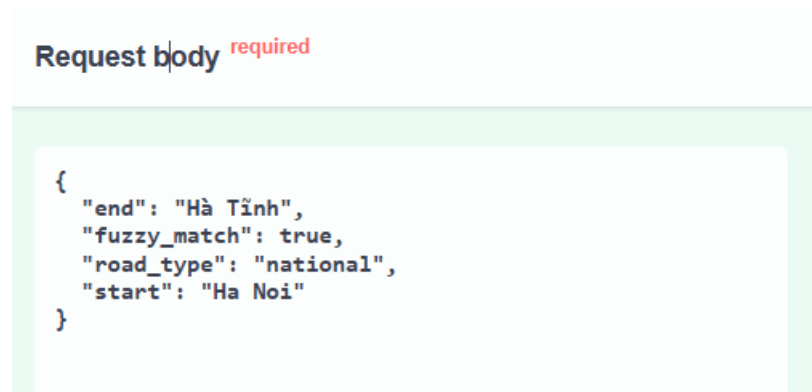 Request body required
{
"end": "Hà Tĩnh",
"fuzzy_match": true,
"road_type": "national",
"start": "Ha Noi"
}